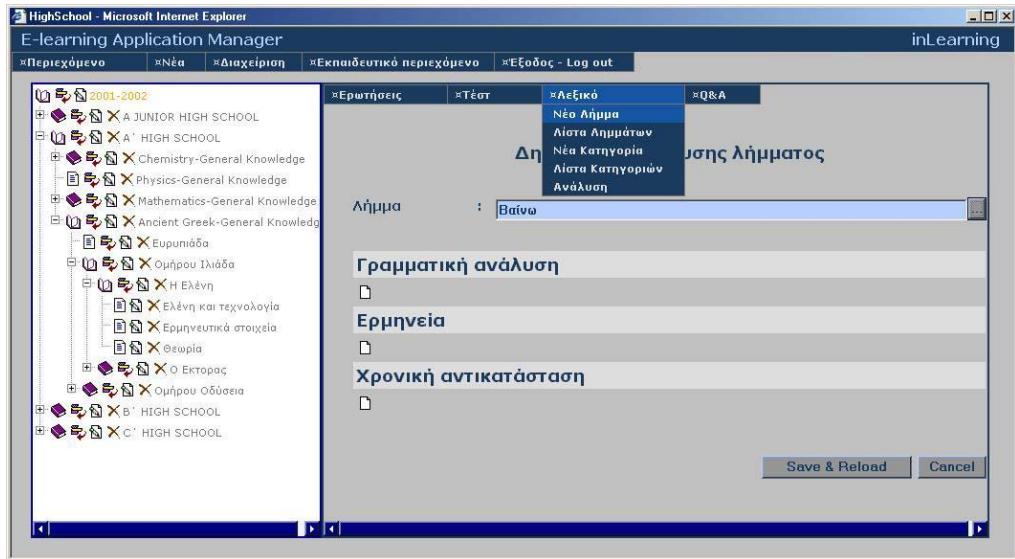 HighSchool - Microsoft Internet Explorer
E-learning Application Manager inLearning
¤Περιεχόμενο ¤Νέα ¤Διαχείριση ¤Εκπαιδευτικό περιεχόμενο ¤Έξοδος - Log out
2001-2002
A JUNIOR HIGH SCHOOL
A' HIGH SCHOOL
Chemistry-General Knowledge
Physics-General Knowledge
Mathematics-General Knowledge
Ancient Greek-General Knowledg
Ευρυπιάδα
Ομήρου Ιλιάδα
Η Ελένη
Ελένη και τεχνολογία
Ερμηνευτικά στοιχεία
Θεωρία
Ο Εκτορας
Ομήρου Οδύσεια
B' HIGH SCHOOL
C' HIGH SCHOOL
¤Ερωτήσεις ¤Τέστ ¤Λεξικό ¤Q&A
Νέο Λήμμα
Λίστα Λημμάτων
Νέα Κατηγορία
Λίστα Κατηγοριών
Ανάλυση
Δη υσης λήμματος
Λήμμα : Βαίνω
...
Γραμματική ανάλυση
Ερμηνεία
Χρονική αντικατάσταση
Save & Reload Cancel